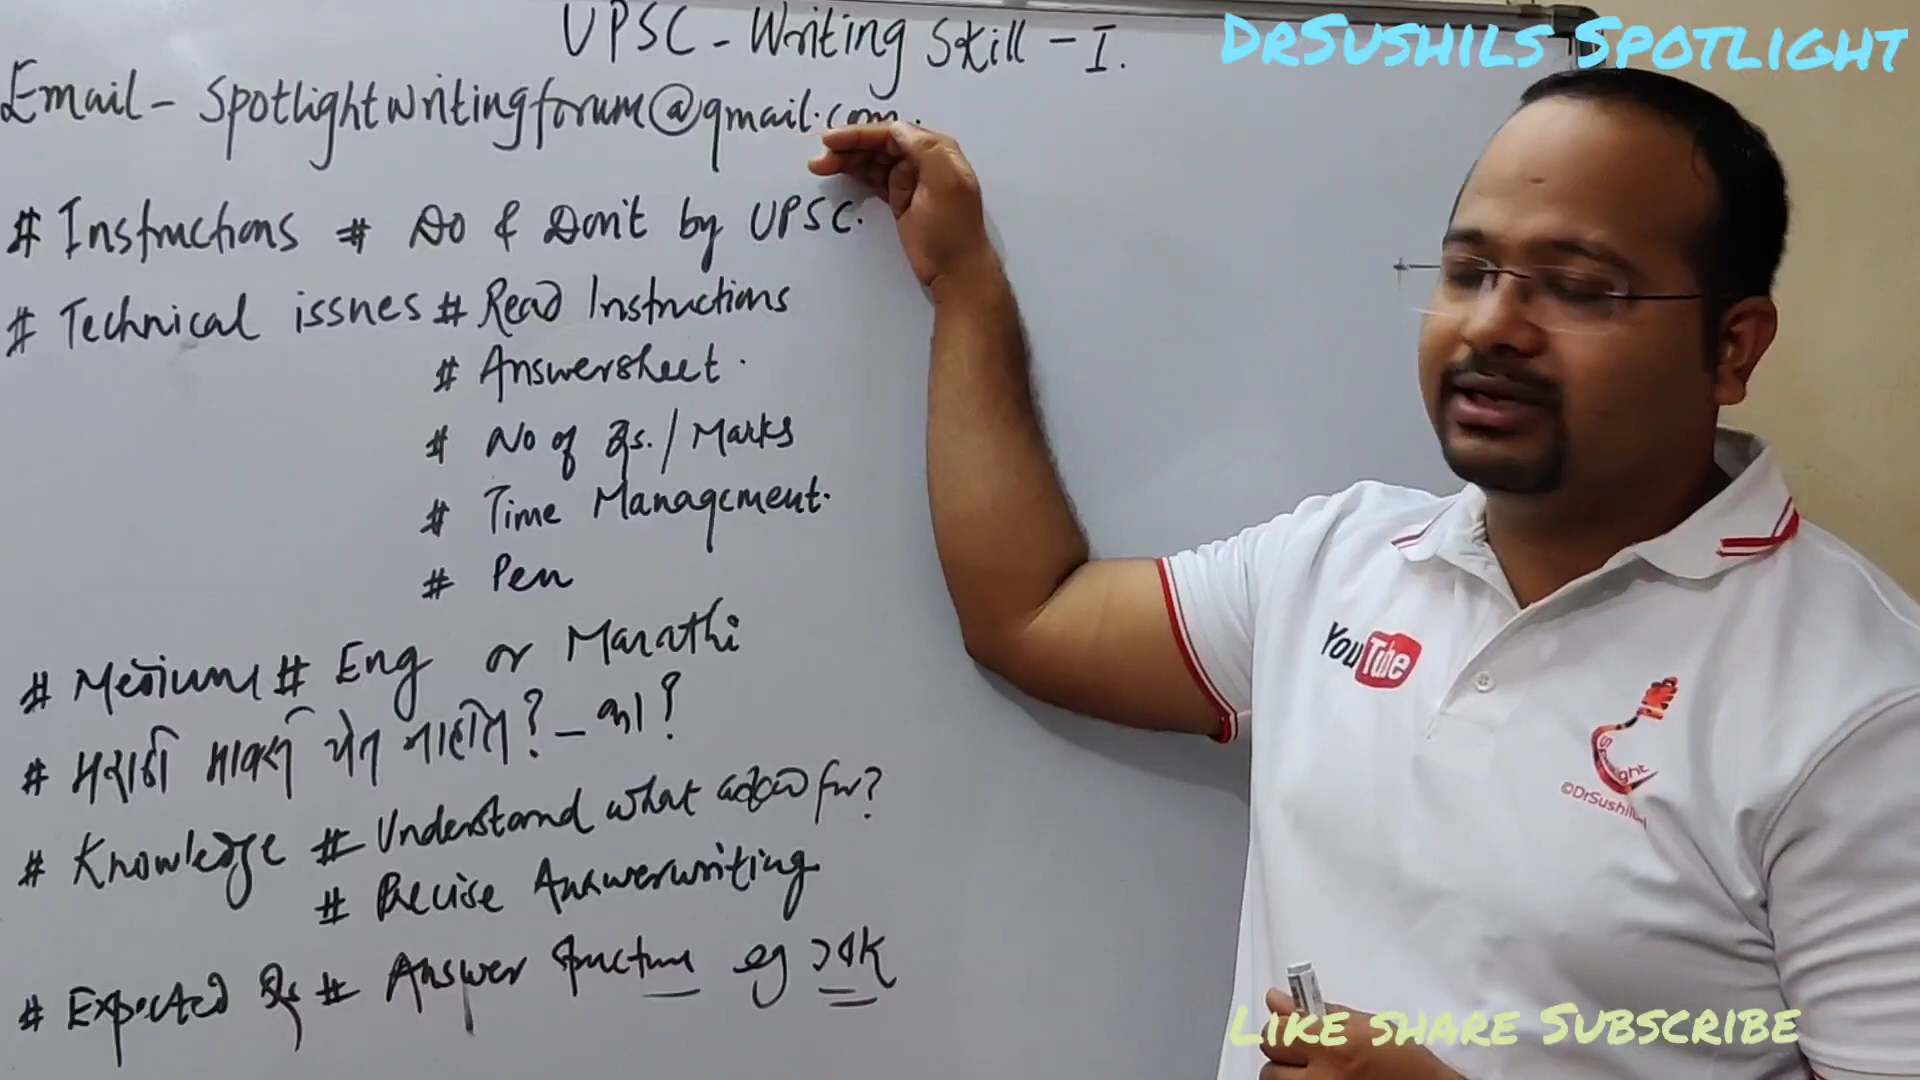 UPSC - Writing Skill - I.
DrSushils Spotlight
Email - Spotlightwritingforum@gmail.com.
# Instructions # Do & Don't by UPSC.
# Technical issues # Read Instructions
# Answersheet.
# No of Qs. / Marks
# Time Management.
# Pen
# Medium # Eng or Marathi
# मराठी मार्क्स येत नाहीत? - का?
# Knowledge # Understand what asked for?
# Precise Answerwriting
# Expected Qs # Answer Structure eg
YouTube
Spotlight
©DrSushil
Like share Subscribe